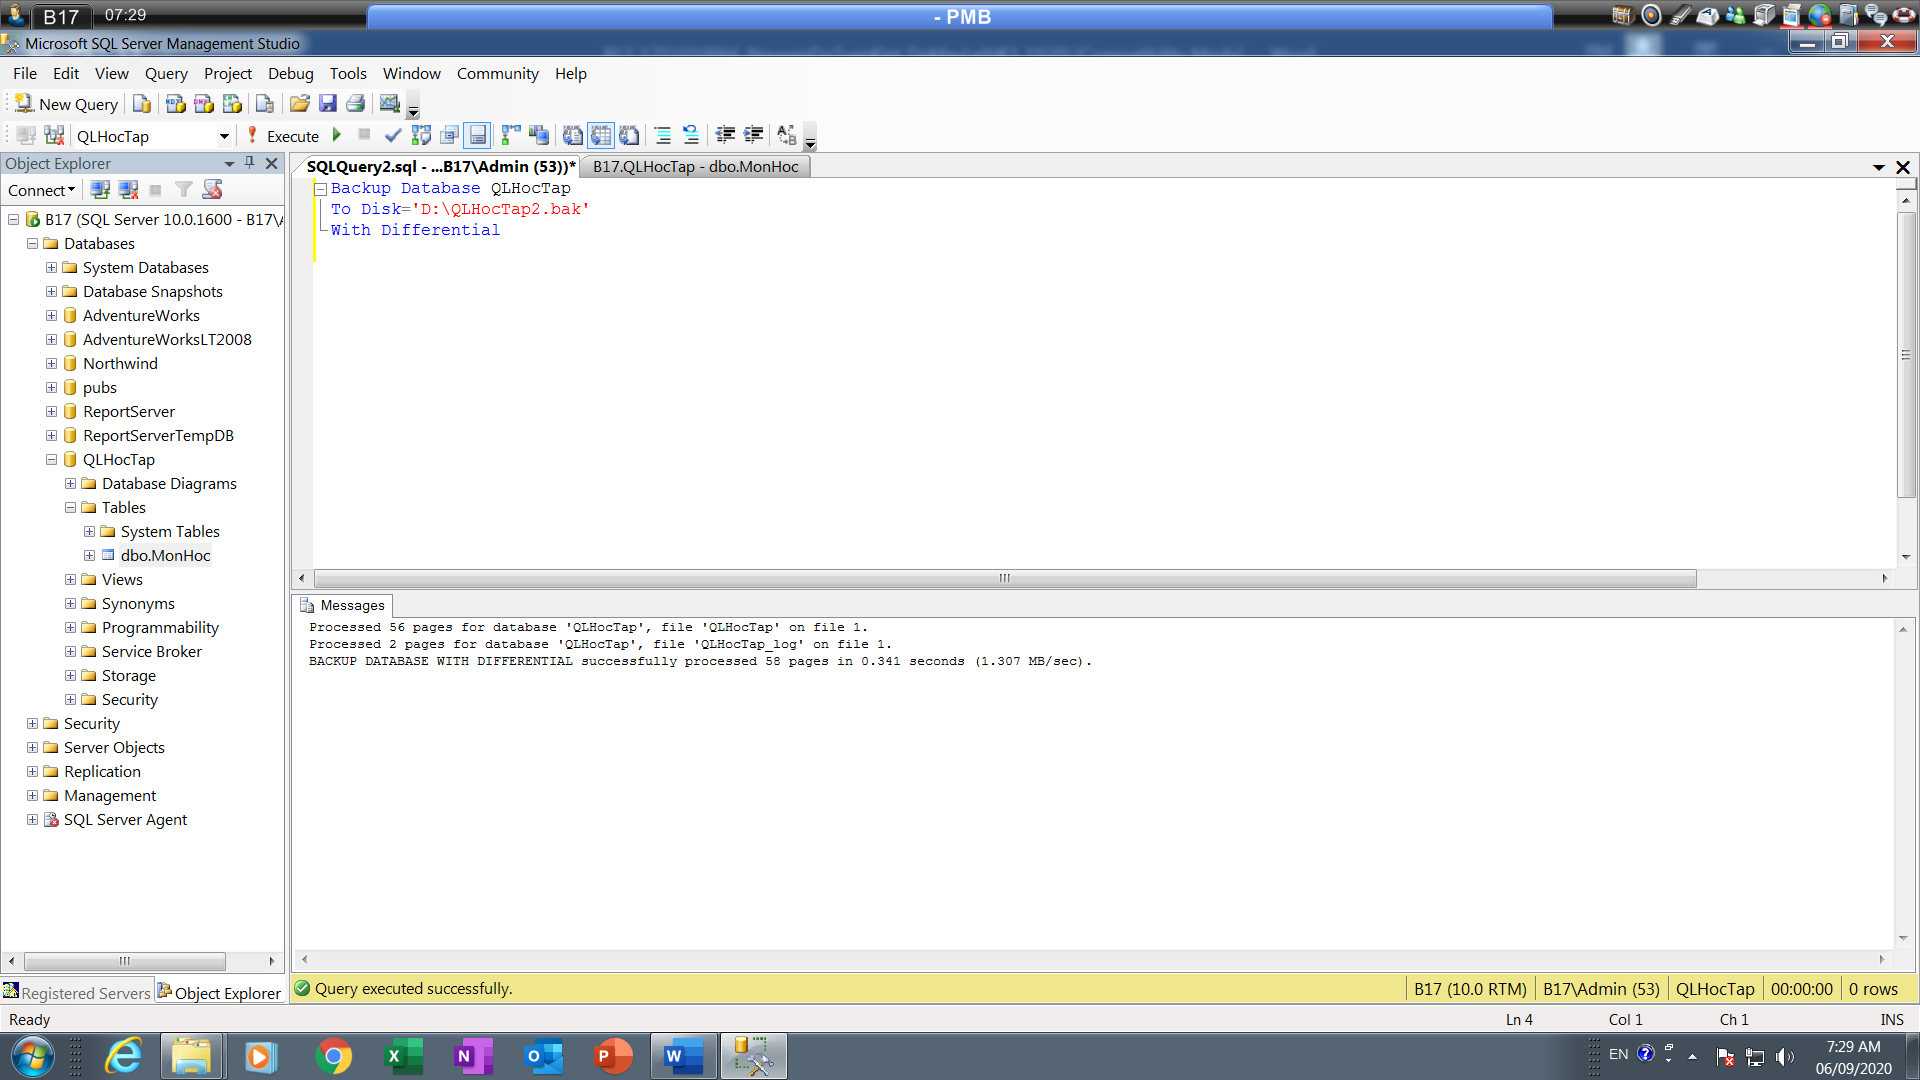 B17
07:29
- PMB
Microsoft SQL Server Management Studio
File Edit View Query Project Debug Tools Window Community Help
New Query
QLHocTap
Execute
Object Explorer
Connect
B17 (SQL Server 10.0.1600 - B17\A
Databases
System Databases
Database Snapshots
AdventureWorks
AdventureWorksLT2008
Northwind
pubs
ReportServer
ReportServerTempDB
QLHocTap
Database Diagrams
Tables
System Tables
dbo.MonHoc
Views
Synonyms
Programmability
Service Broker
Storage
Security
Security
Server Objects
Replication
Management
SQL Server Agent
Registered Servers
Object Explorer
SQLQuery2.sql - ...B17\Admin (53))*
B17.QLHocTap - dbo.MonHoc
Backup Database QLHocTap
To Disk='D:\QLHocTap2.bak'
With Differential
Messages
Processed 56 pages for database 'QLHocTap', file 'QLHocTap' on file 1.
Processed 2 pages for database 'QLHocTap', file 'QLHocTap_log' on file 1.
BACKUP DATABASE WITH DIFFERENTIAL successfully processed 58 pages in 0.341 seconds (1.307 MB/sec).
Query executed successfully.
B17 (10.0 RTM)
B17\Admin (53)
QLHocTap
00:00:00
0 rows
Ready
Ln 4
Col 1
Ch 1
INS
EN
7:29 AM
06/09/2020